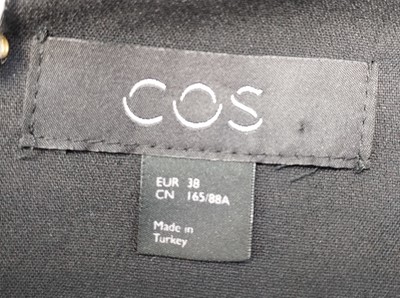 COS
EUR 38
CN 165/88A
Made in
Turkey